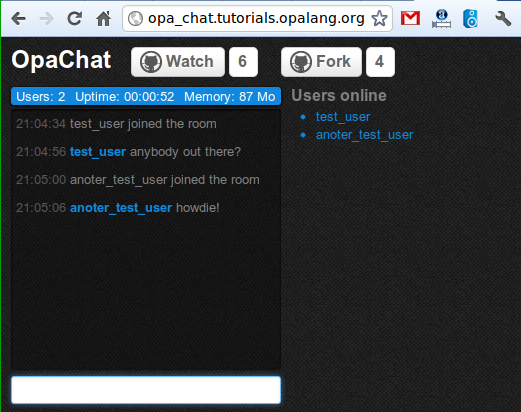 opa_chat.tutorials.opalang.org
OpaChat Watch 6 Fork 4
Users: 2 Uptime: 00:00:52 Memory: 87 Mo
21:04:34 test_user joined the room
21:04:56 test_user anybody out there?
21:05:00 anoter_test_user joined the room
21:05:06 anoter_test_user howdie!
Users online
test_user
anoter_test_user